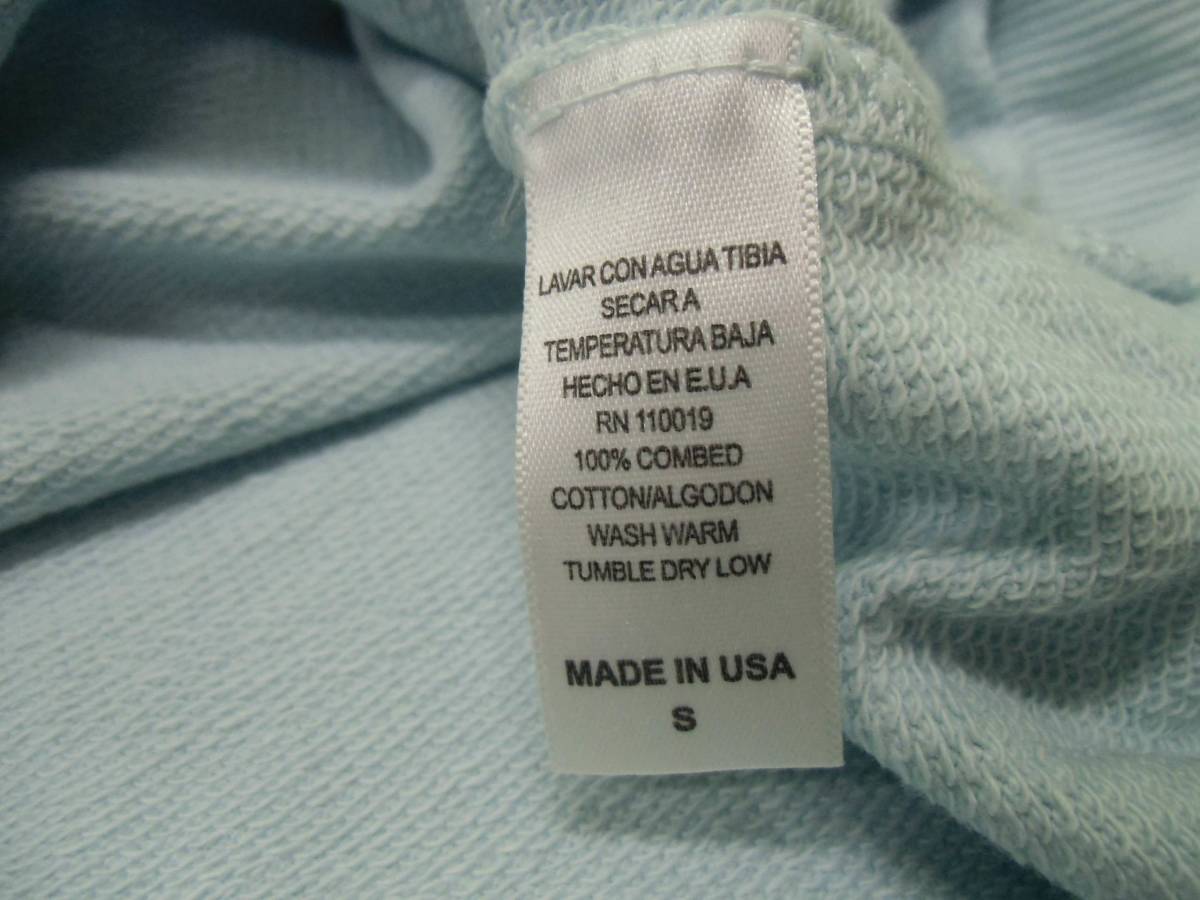 LAVAR CON AGUA TIBIA
SECAR A
TEMPERATURA BAJA
HECHO EN E.U.A
RN 110019
100% COMBED
COTTON/ALGODON
WASH WARM
TUMBLE DRY LOW
MADE IN USA
S